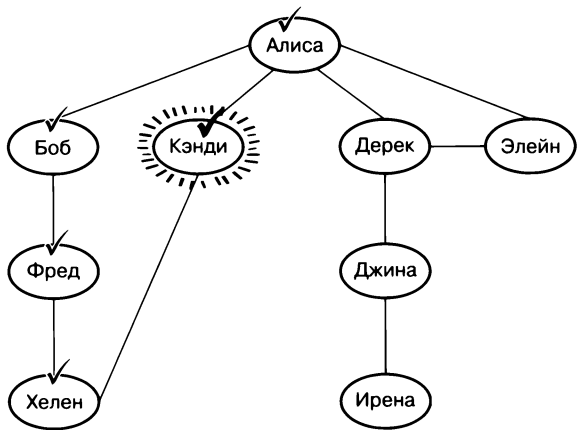 Алиса
Боб
Кэнди
Дерек
Элейн
Фред
Джина
Хелен
Ирена